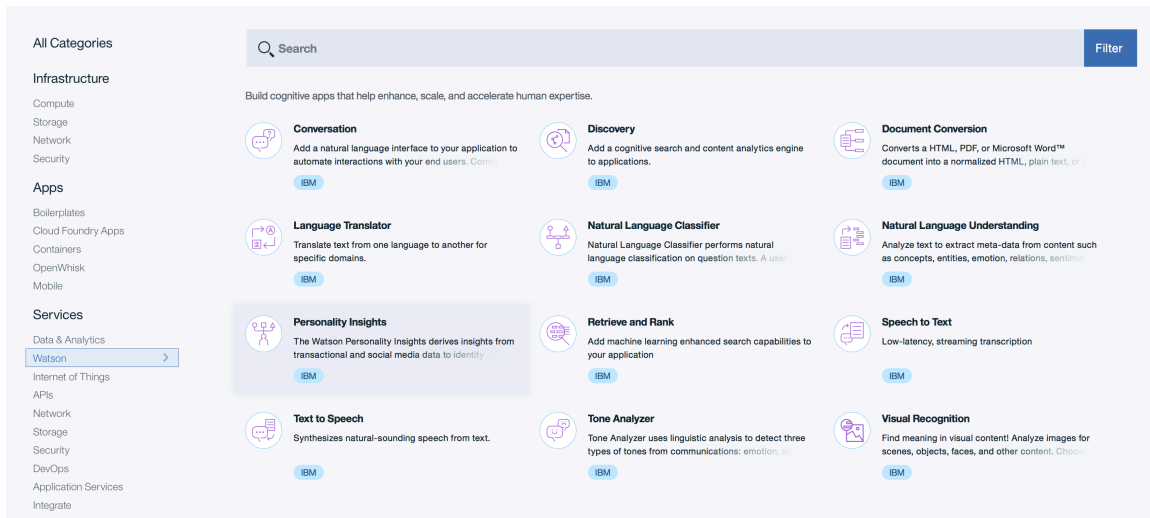 All Categories
Infrastructure
Compute
Storage
Network
Security
Apps
Boilerplates
Cloud Foundry Apps
Containers
OpenWhisk
Mobile
Services
Data & Analytics
Watson
Internet of Things
APIs
Network
Storage
Security
DevOps
Application Services
Integrate
Search
Filter
Build cognitive apps that help enhance, scale, and accelerate human expertise.
Conversation
Add a natural language interface to your application to
automate interactions with your end users.
IBM
Discovery
Add a cognitive search and content analytics engine
to applications.
IBM
Document Conversion
Converts a HTML, PDF, or Microsoft Word™
document into a normalized HTML, plain text, or
IBM
Language Translator
Translate text from one language to another for
specific domains.
IBM
Natural Language Classifier
Natural Language Classifier performs natural
language classification on question texts. A user
IBM
Natural Language Understanding
Analyze text to extract meta-data from content such
as concepts, entities, emotion, relations,
IBM
Personality Insights
The Watson Personality Insights derives insights from
transactional and social media data to identify
IBM
Retrieve and Rank
Add machine learning enhanced search capabilities to
your application
IBM
Speech to Text
Low-latency, streaming transcription
IBM
Text to Speech
Synthesizes natural-sounding speech from text.
IBM
Tone Analyzer
Tone Analyzer uses linguistic analysis to detect three
types of tones from communications: emotion,
IBM
Visual Recognition
Find meaning in visual content! Analyze images for
scenes, objects, faces, and other content.
IBM